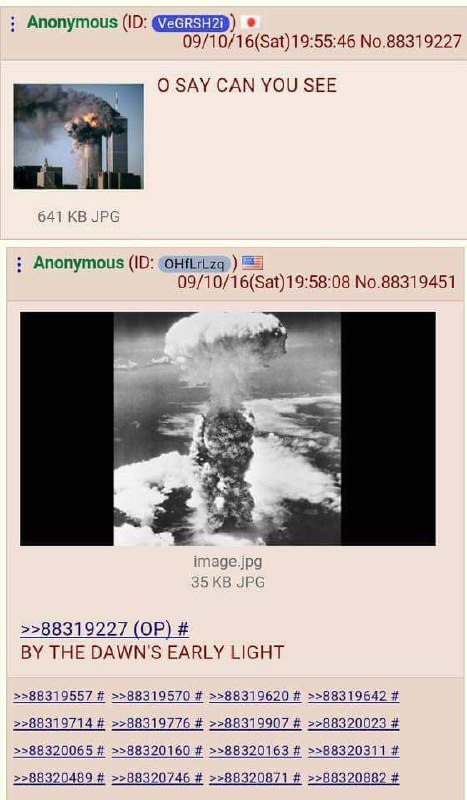 Anonymous (ID: VeGRSH2i)
09/10/16(Sat)19:55:46 No.88319227
O SAY CAN YOU SEE
641 KB JPG
Anonymous (ID: OHfLrLzq)
09/10/16(Sat)19:58:08 No.88319451
image.jpg
35 KB JPG
>>88319227 (OP) #
BY THE DAWN'S EARLY LIGHT
>>88319557 # >>88319570 # >>88319620 # >>88319642 #
>>88319714 # >>88319776 # >>88319907 # >>88320023 #
>>88320065 # >>88320160 # >>88320163 # >>88320311 #
>>88320489 # >>88320746 # >>88320871 # >>88320882 #